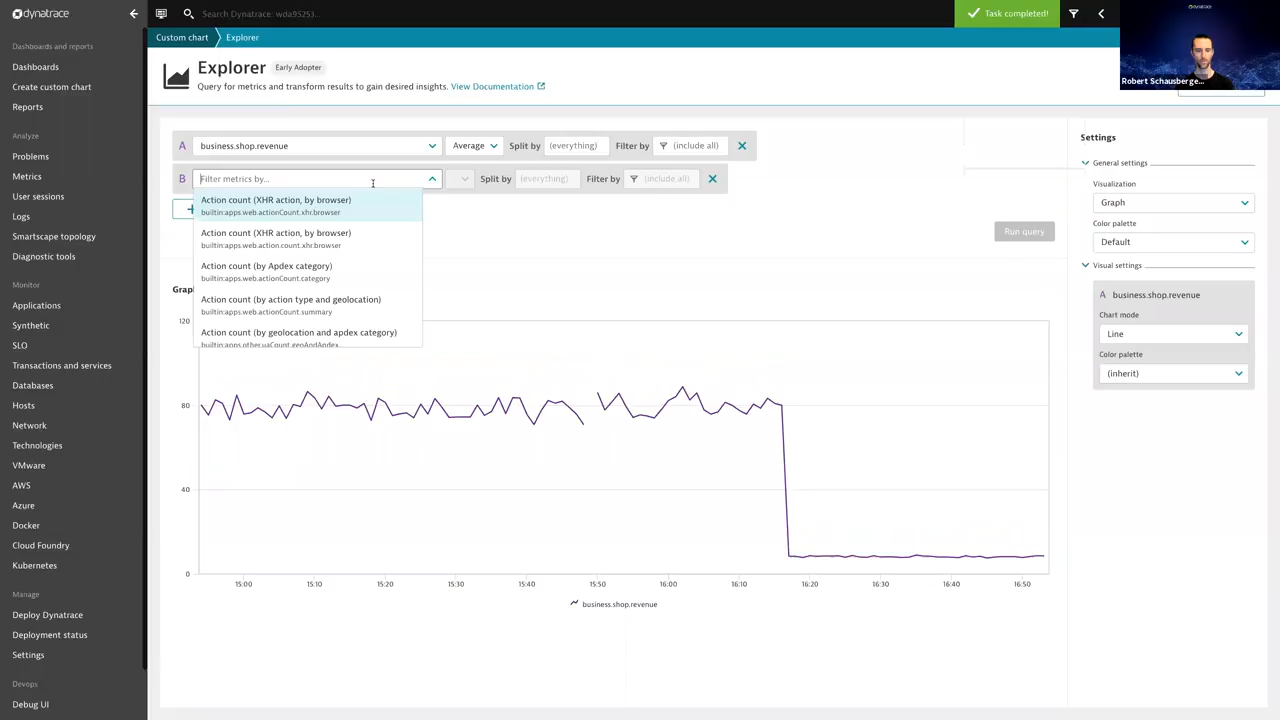 dynatrace
Search Dynatrace: wda95253...
Task completed!
dynatrace
Robert Schausberge...
Custom chart
Explorer
Dashboards and reports
Dashboards
Create custom chart
Reports
Analyze
Problems
Metrics
User sessions
Logs
Smartscape topology
Diagnostic tools
Monitor
Applications
Synthetic
SLO
Transactions and services
Databases
Hosts
Network
Technologies
VMware
AWS
Azure
Docker
Cloud Foundry
Kubernetes
Manage
Deploy Dynatrace
Deployment status
Settings
Devops
Debug UI
Explorer Early Adopter
Query for metrics and transform results to gain desired insights. View Documentation
A business.shop.revenue Average Split by (everything) Filter by (include all)
B Filter metrics by... Split by (everything) Filter by (include all)
Action count (XHR action, by browser)
builtin:apps.web.actionCount.xhr.browser
Action count (XHR action, by browser)
builtin:apps.web.action.count.xhr.browser
Action count (by Apdex category)
builtin:apps.web.actionCount.category
Action count (by action type and geolocation)
builtin:apps.web.actionCount.summary
Action count (by geolocation and apdex category)
builtin:apps.other.uaCount.geoAndApdex
Run query
Grap
120
80
40
0
15:00 15:10 15:20 15:30 15:40 15:50 16:00 16:10 16:20 16:30 16:40 16:50
business.shop.revenue
Settings
General settings
Visualization
Graph
Color palette
Default
Visual settings
A business.shop.revenue
Chart mode
Line
Color palette
(inherit)